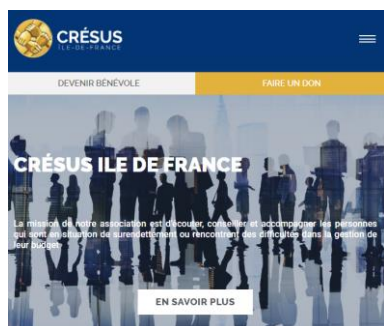 CRÉSUS
ILE-DE-FRANCE
DEVENIR BÉNÉVOLE
FAIRE UN DON
CRÉSUS ILE DE FRANCE
La mission de notre association est d'écouter, conseiller et accompagner les personnes
qui sont en situation de surendettement ou rencontrent des difficultés dans la gestion de
leur budget
EN SAVOIR PLUS